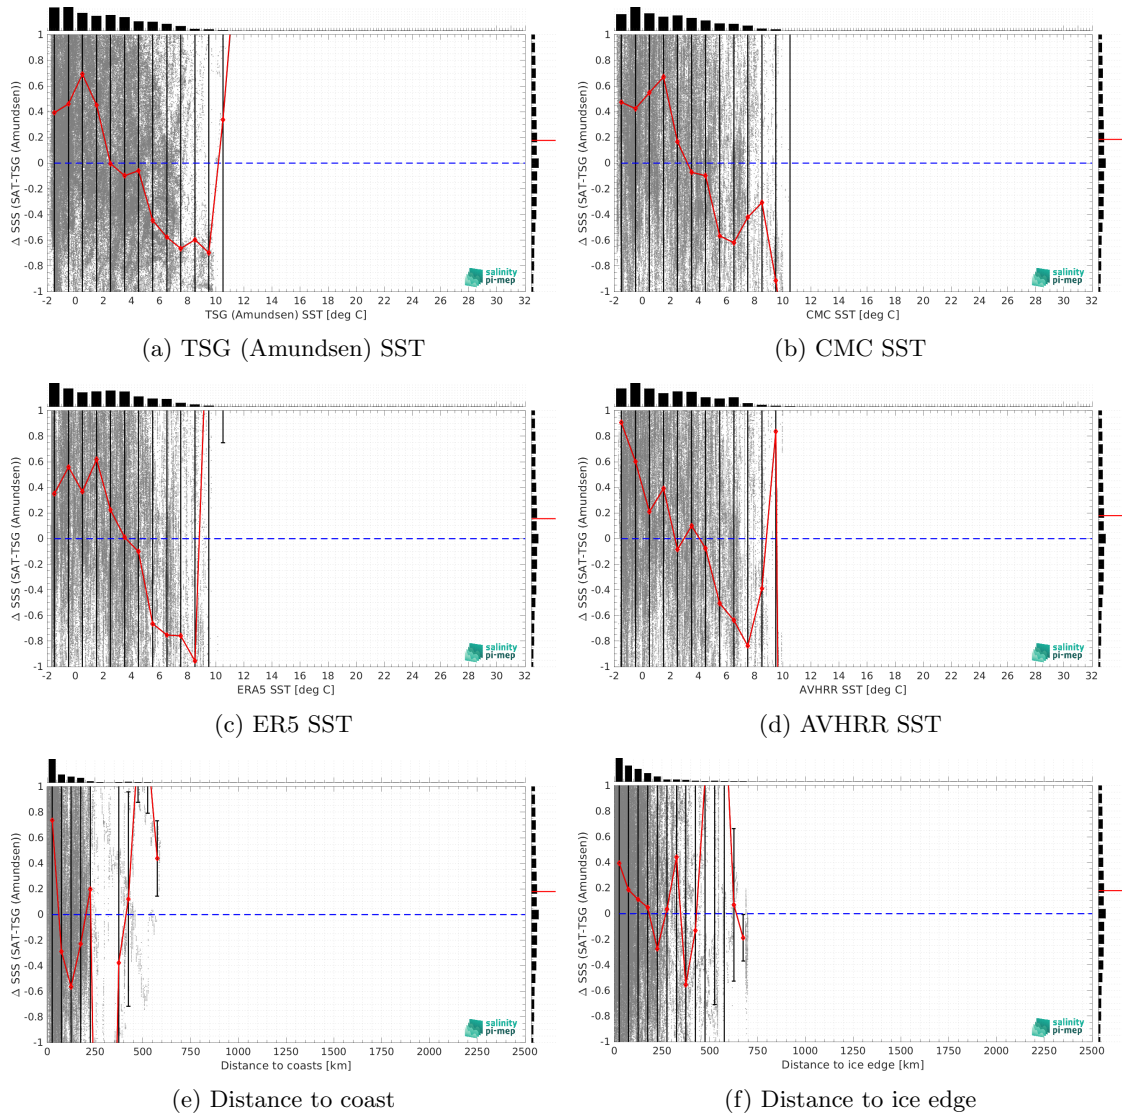 1
0.8
0.6
0.4
0.2
0
-0.2
-0.4
-0.6
-0.8
-1
Δ SSS (SAT-TSG (Amundsen))
salinity
pi-mep
-2 0 2 4 6 8 10 12 14 16 18 20 22 24 26 28 30 32
TSG (Amundsen) SST [deg C]
(a) TSG (Amundsen) SST
1
0.8
0.6
0.4
0.2
0
-0.2
-0.4
-0.6
-0.8
-1
Δ SSS (SAT-TSG (Amundsen))
salinity
pi-mep
-2 0 2 4 6 8 10 12 14 16 18 20 22 24 26 28 30 32
CMC SST [deg C]
(b) CMC SST
1
0.8
0.6
0.4
0.2
0
-0.2
-0.4
-0.6
-0.8
-1
Δ SSS (SAT-TSG (Amundsen))
salinity
pi-mep
-2 0 2 4 6 8 10 12 14 16 18 20 22 24 26 28 30 32
ERA5 SST [deg C]
(c) ER5 SST
1
0.8
0.6
0.4
0.2
0
-0.2
-0.4
-0.6
-0.8
-1
Δ SSS (SAT-TSG (Amundsen))
salinity
pi-mep
-2 0 2 4 6 8 10 12 14 16 18 20 22 24 26 28 30 32
AVHRR SST [deg C]
(d) AVHRR SST
1
0.8
0.6
0.4
0.2
0
-0.2
-0.4
-0.6
-0.8
-1
Δ SSS (SAT-TSG (Amundsen))
salinity
pi-mep
0 250 500 750 1000 1250 1500 1750 2000 2250 2500
Distance to coasts [km]
(e) Distance to coast
1
0.8
0.6
0.4
0.2
0
-0.2
-0.4
-0.6
-0.8
-1
Δ SSS (SAT-TSG (Amundsen))
salinity
pi-mep
0 250 500 750 1000 1250 1500 1750 2000 2250 2500
Distance to ice edge [km]
(f) Distance to ice edge